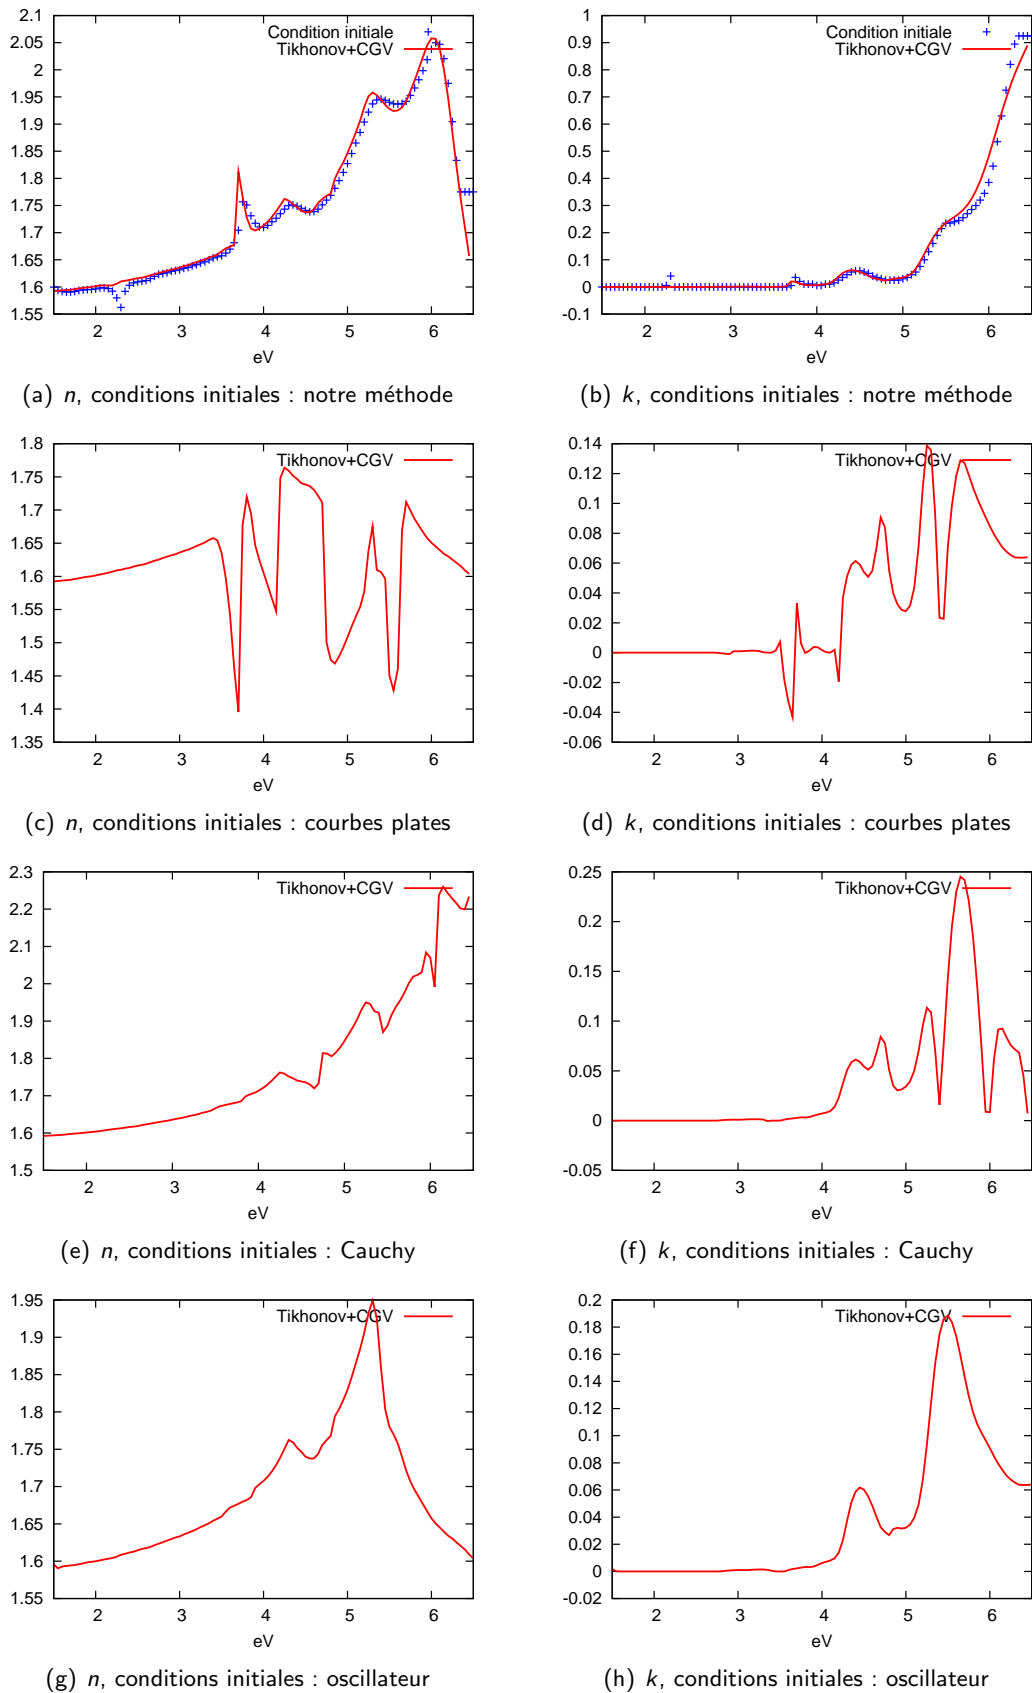 2.1
2.05
2
1.95
1.9
1.85
1.8
1.75
1.7
1.65
1.6
1.55
Condition initiale
Tikhonov+CGV
2 3 4 5 6
eV
(a) n, conditions initiales : notre méthode
1
0.9
0.8
0.7
0.6
0.5
0.4
0.3
0.2
0.1
0
-0.1
Condition initiale
Tikhonov+CGV
2 3 4 5 6
eV
(b) k, conditions initiales : notre méthode
1.8
1.75
1.7
1.65
1.6
1.55
1.5
1.45
1.4
1.35
Tikhonov+CGV
2 3 4 5 6
eV
(c) n, conditions initiales : courbes plates
0.14
0.12
0.1
0.08
0.06
0.04
0.02
0
-0.02
-0.04
-0.06
Tikhonov+CGV
2 3 4 5 6
eV
(d) k, conditions initiales : courbes plates
2.3
2.2
2.1
2
1.9
1.8
1.7
1.6
1.5
Tikhonov+CGV
2 3 4 5 6
eV
(e) n, conditions initiales : Cauchy
0.25
0.2
0.15
0.1
0.05
0
-0.05
Tikhonov+CGV
2 3 4 5 6
eV
(f) k, conditions initiales : Cauchy
1.95
1.9
1.85
1.8
1.75
1.7
1.65
1.6
1.55
Tikhonov+CGV
2 3 4 5 6
eV
(g) n, conditions initiales : oscillateur
0.2
0.18
0.16
0.14
0.12
0.1
0.08
0.06
0.04
0.02
0
-0.02
Tikhonov+CGV
2 3 4 5 6
eV
(h) k, conditions initiales : oscillateur